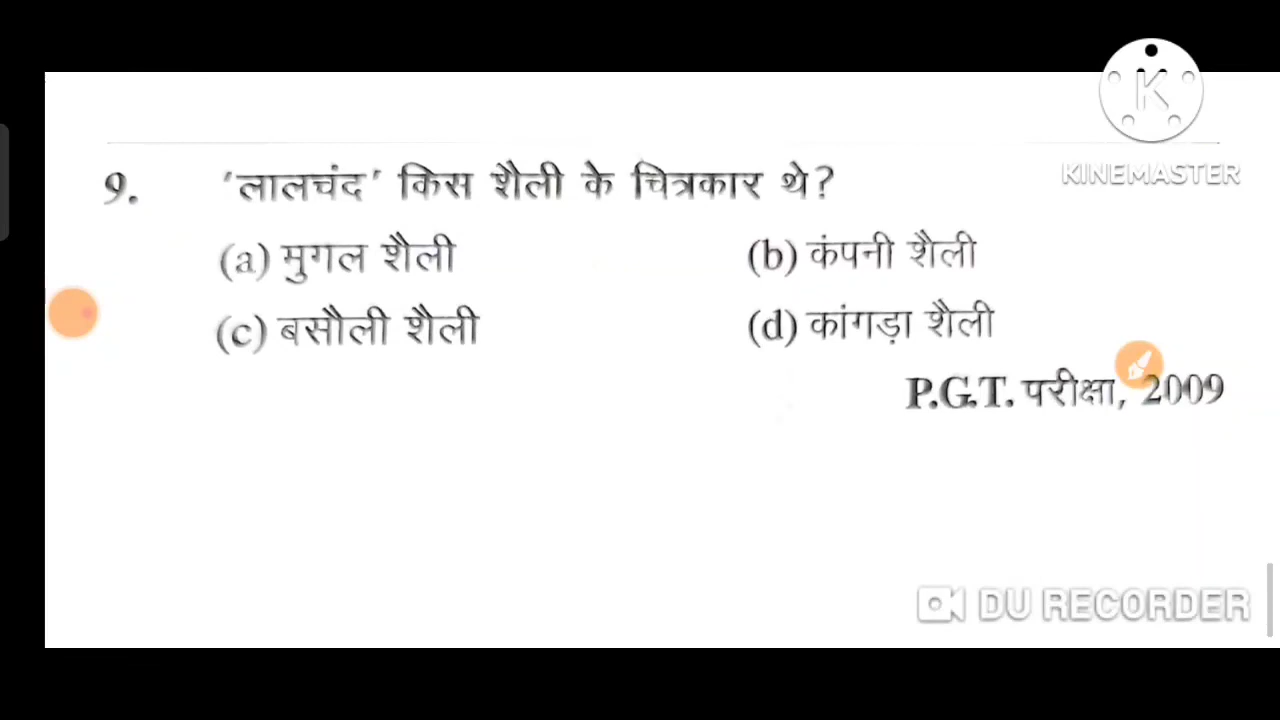 K
KINEMASTER
9. 'लालचंद' किस शैली के चित्रकार थे?
(a) मुगल शैली (b) कंपनी शैली
(c) बसौली शैली (d) कांगड़ा शैली
P.G.T. परीक्षा, 2009
DU RECORDER